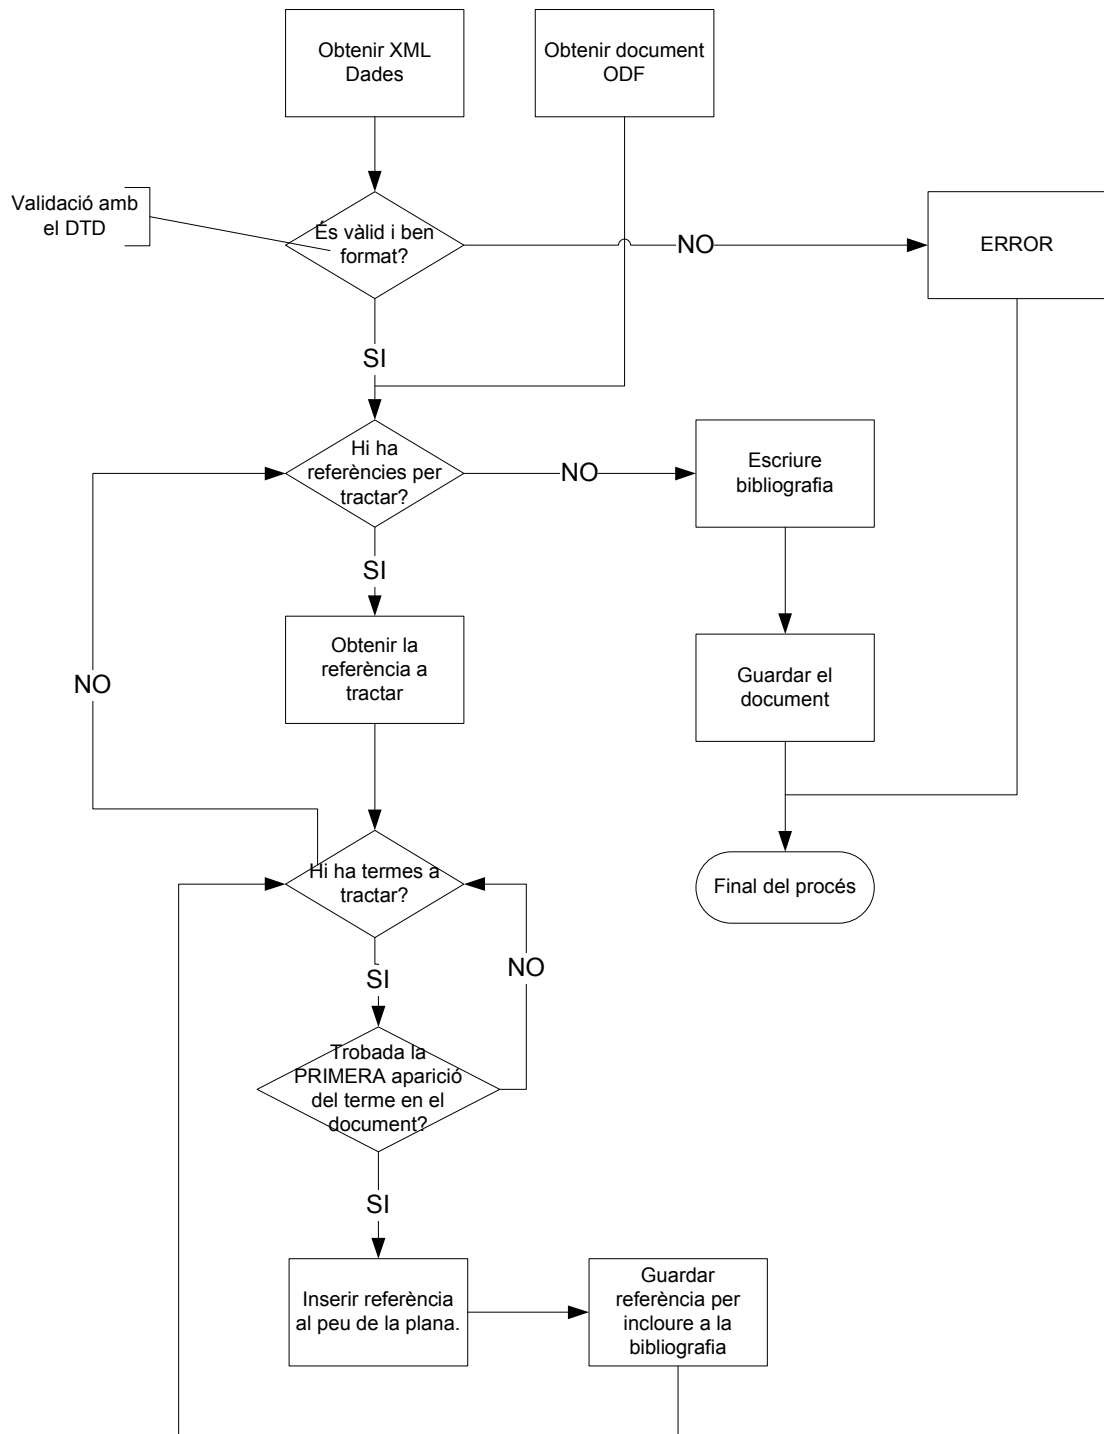 Obtenir XML
Dades
Obtenir document
ODF
Validació amb
el DTD
És vàlid i ben
format?
NO
ERROR
SI
Hi ha
referències per
tractar?
NO
Escriure
bibliografia
SI
Obtenir la
referència a
tractar
NO
Guardar el
document
Hi ha termes a
tractar?
Final del procés
SI
NO
Trobada la
PRIMERA aparició
del terme en el
document?
SI
Inserir referència
al peu de la plana.
Guardar
referència per
incloure a la
bibliografia